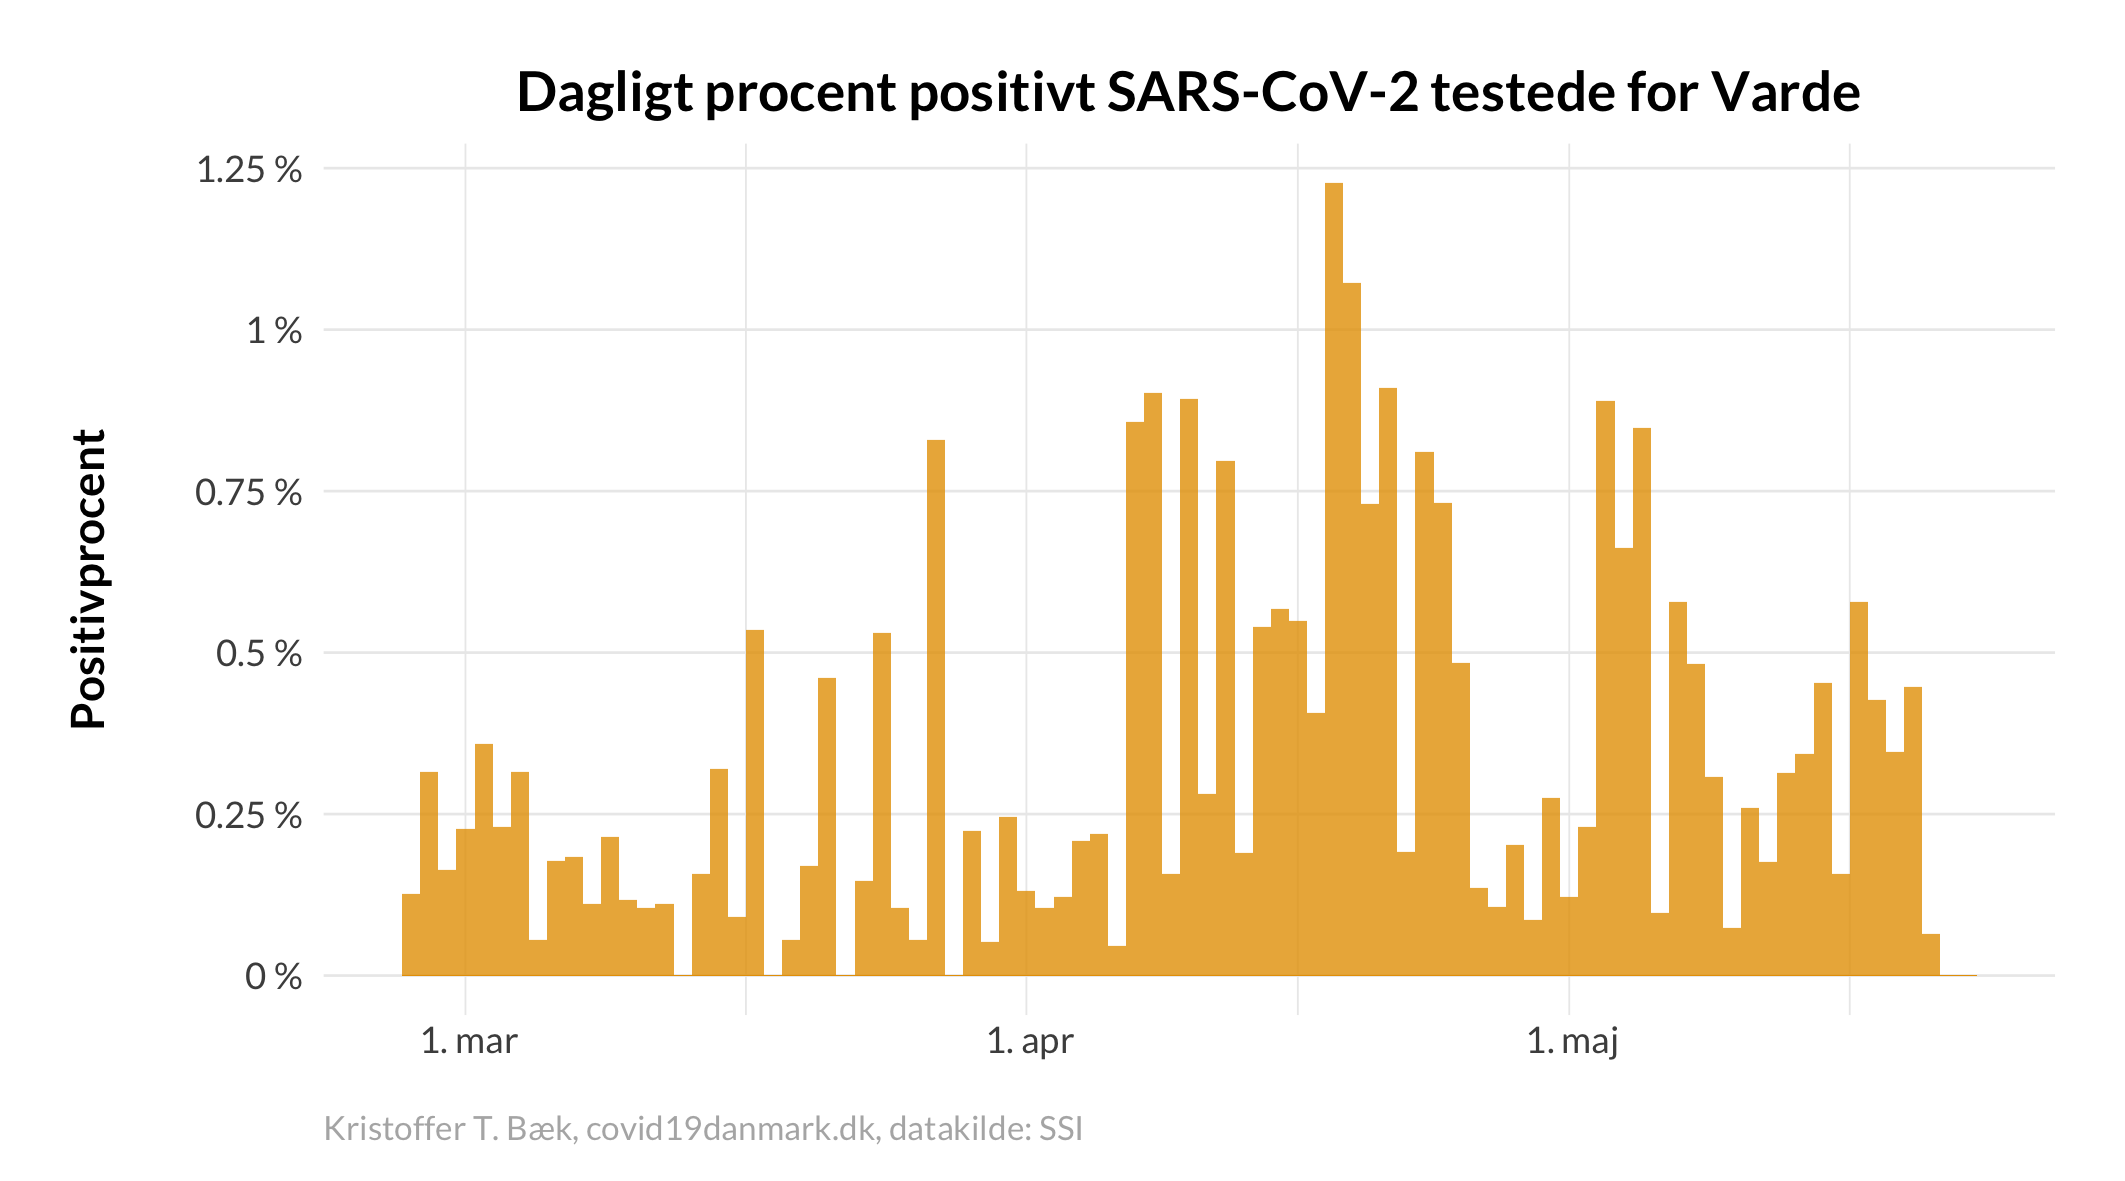 Dagligt procent positivt SARS-CoV-2 testede for Varde
Positivprocent
1.25 %
1 %
0.75 %
0.5 %
0.25 %
0 %
1. mar
1. apr
1. maj
Kristoffer T. Bæk, covid19danmark.dk, datakilde: SSI